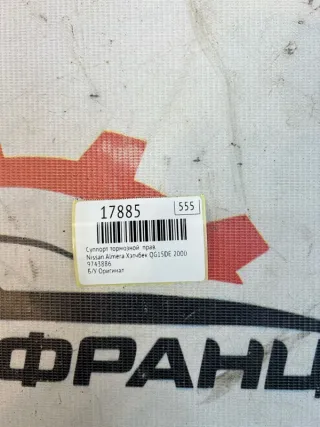 17885
555
Суппорт тормозной прав.
Nissan Almera Хэтчбек QG15DE 2000
9743886
Б/У Оригинал
ФРАНЦ